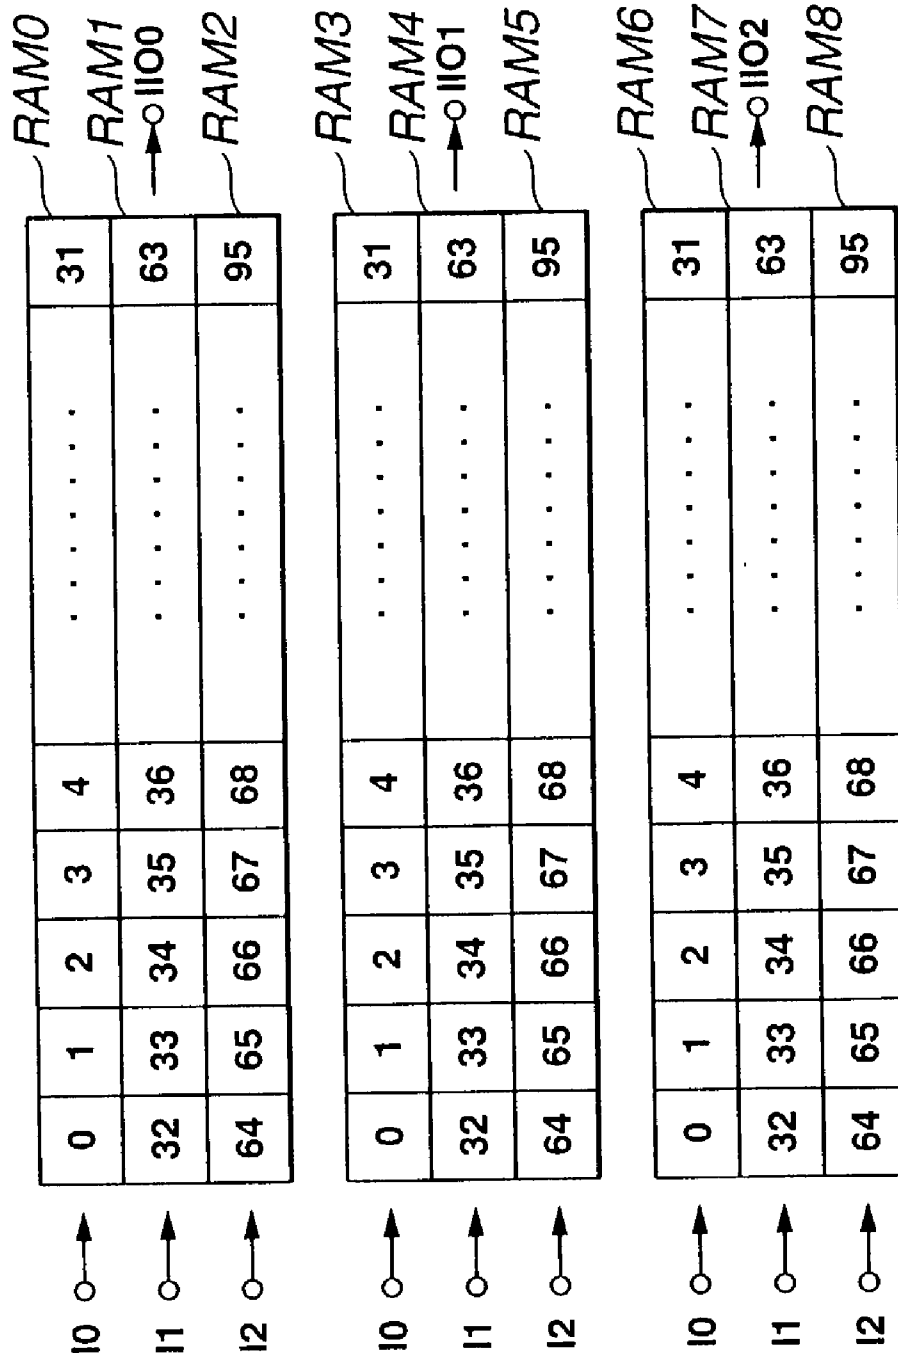 RAM0
I0 0 1 2 3 4 ....... 31
RAM1
I1 32 33 34 35 36 ....... 63 IIO0
I2 64 65 66 67 68 ....... 95 RAM2
RAM3
I0 0 1 2 3 4 ....... 31
RAM4
I1 32 33 34 35 36 ....... 63 IIO1
I2 64 65 66 67 68 ....... 95 RAM5
RAM6
I0 0 1 2 3 4 ....... 31
RAM7
I1 32 33 34 35 36 ....... 63 IIO2
I2 64 65 66 67 68 ....... 95 RAM8